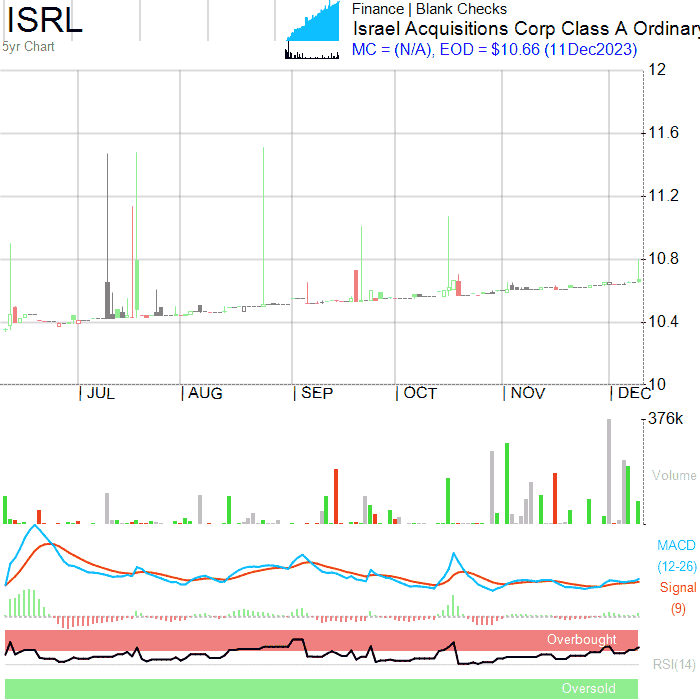 ISRL
5yr Chart
Finance | Blank Checks
Israel Acquisitions Corp Class A Ordinary
MC = (N/A), EOD = $10.66 (11Dec2023)
12
11.6
11.2
10.8
10.4
10
JUL
AUG
SEP
OCT
NOV
DEC
376k
Volume
MACD
(12-26)
Signal
(9)
Overbought
RSI(14)
Oversold